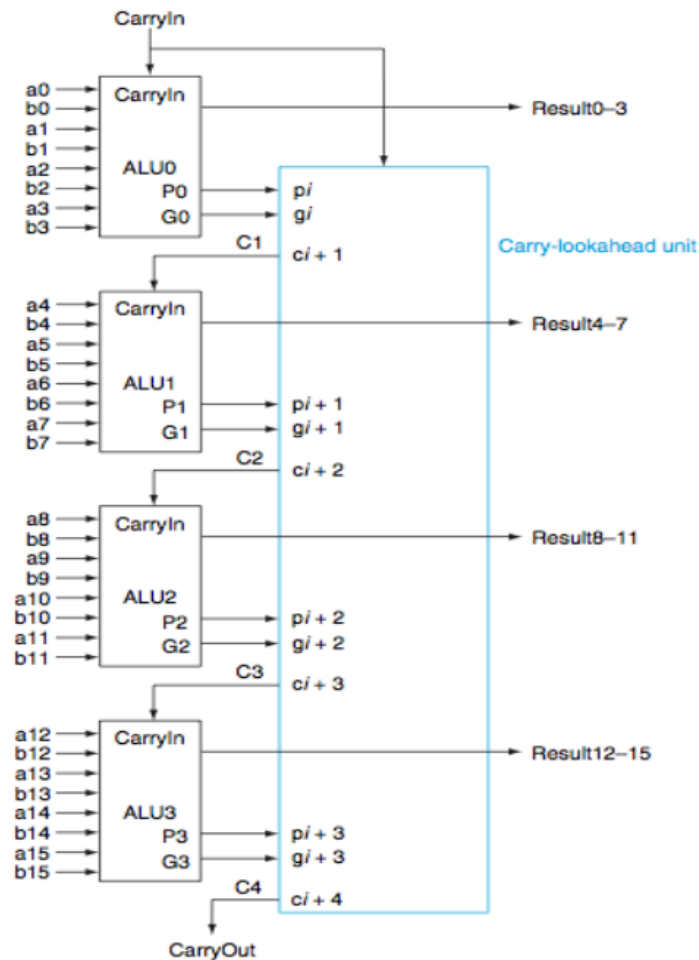 CarryIn
a0
b0
a1
b1
a2
b2
a3
b3
CarryIn
ALU0
P0
G0
pi
gi
Result0–3
C1
ci + 1
Carry-lookahead unit
a4
b4
a5
b5
a6
b6
a7
b7
CarryIn
ALU1
P1
G1
pi + 1
gi + 1
Result4–7
C2
ci + 2
a8
b8
a9
b9
a10
b10
a11
b11
CarryIn
ALU2
P2
G2
pi + 2
gi + 2
Result8–11
C3
ci + 3
a12
b12
a13
b13
a14
b14
a15
b15
CarryIn
ALU3
P3
G3
pi + 3
gi + 3
Result12–15
C4
ci + 4
CarryOut